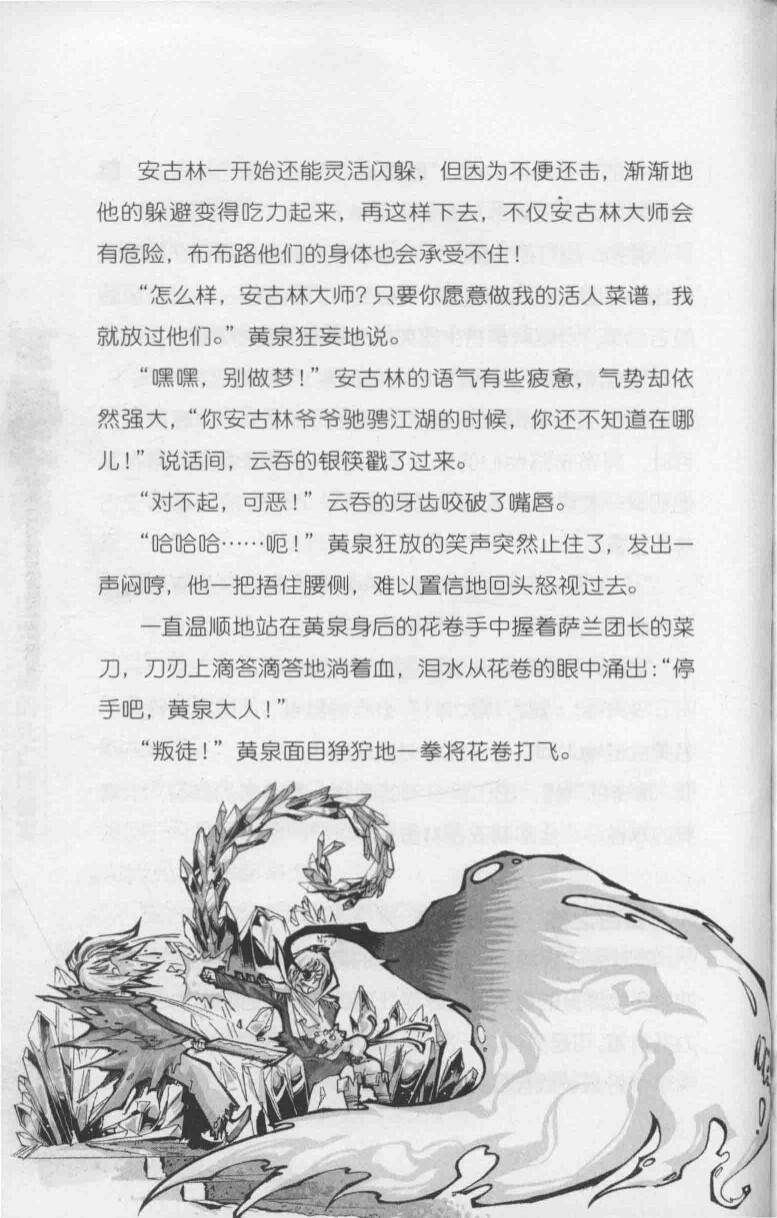 安古林一开始还能灵活闪躲，但因为不便还击，渐渐地
他的躲避变得吃力起来，再这样下去，不仅安古林大师会
有危险，布布路他们的身体也会承受不住！
“怎么样，安古林大师？只要你愿意做我的活人菜谱，我
就放过他们。”黄泉狂妄地说。
“嘿嘿，别做梦！”安古林的语气有些疲惫，气势却依
然强大，“你安古林爷爷驰骋江湖的时候，你还不知道在哪
儿！”说话间，云吞的银筷戳了过来。
“对不起，可恶！”云吞的牙齿咬破了嘴唇。
“哈哈哈……呃！”黄泉狂放的笑声突然止住了，发出一
声闷哼，他一把捂住腰侧，难以置信地回头怒视过去。
一直温顺地站在黄泉身后的花卷手中握着萨兰团长的菜
刀，刀刃上滴答滴答地淌着血，泪水从花卷的眼中涌出：“停
手吧，黄泉大人！”
“叛徒！”黄泉面目狰狞地一拳将花卷打飞。